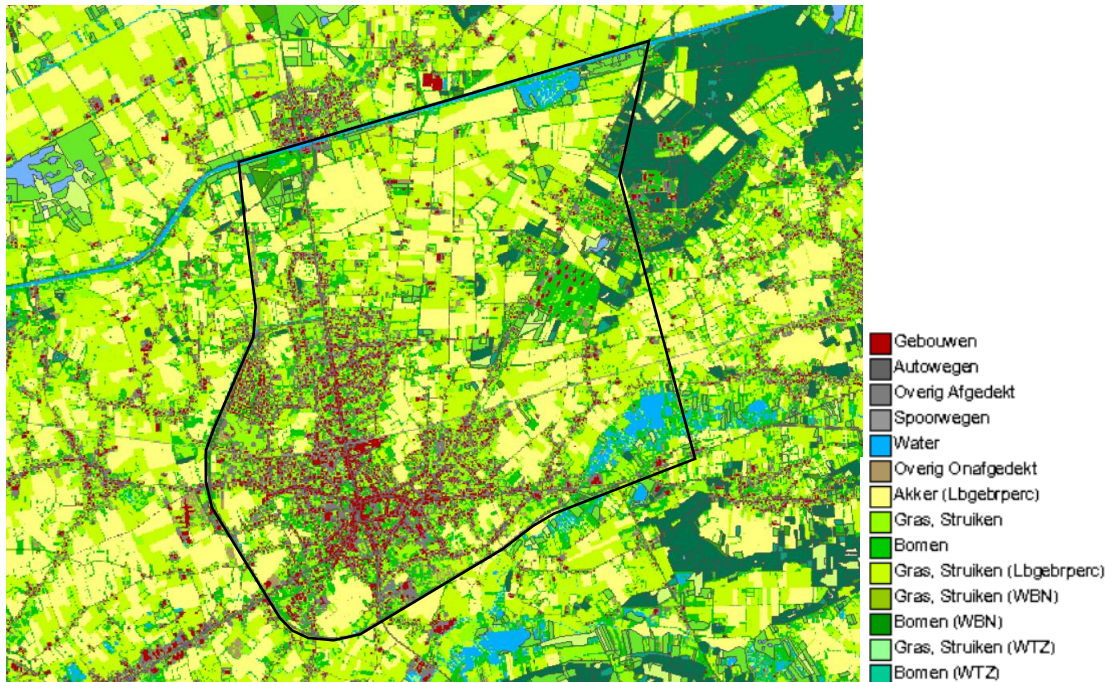 Gebouwen
Autowegen
Overig Afgedekt
Spoorwegen
Water
Overig Onafgedekt
Akker (Lbgebrperc)
Gras, Struiken
Bomen
Gras, Struiken (Lbgebrperc)
Gras, Struiken (WBN)
Bomen (WBN)
Gras, Struiken (WTZ)
Bomen (WTZ)